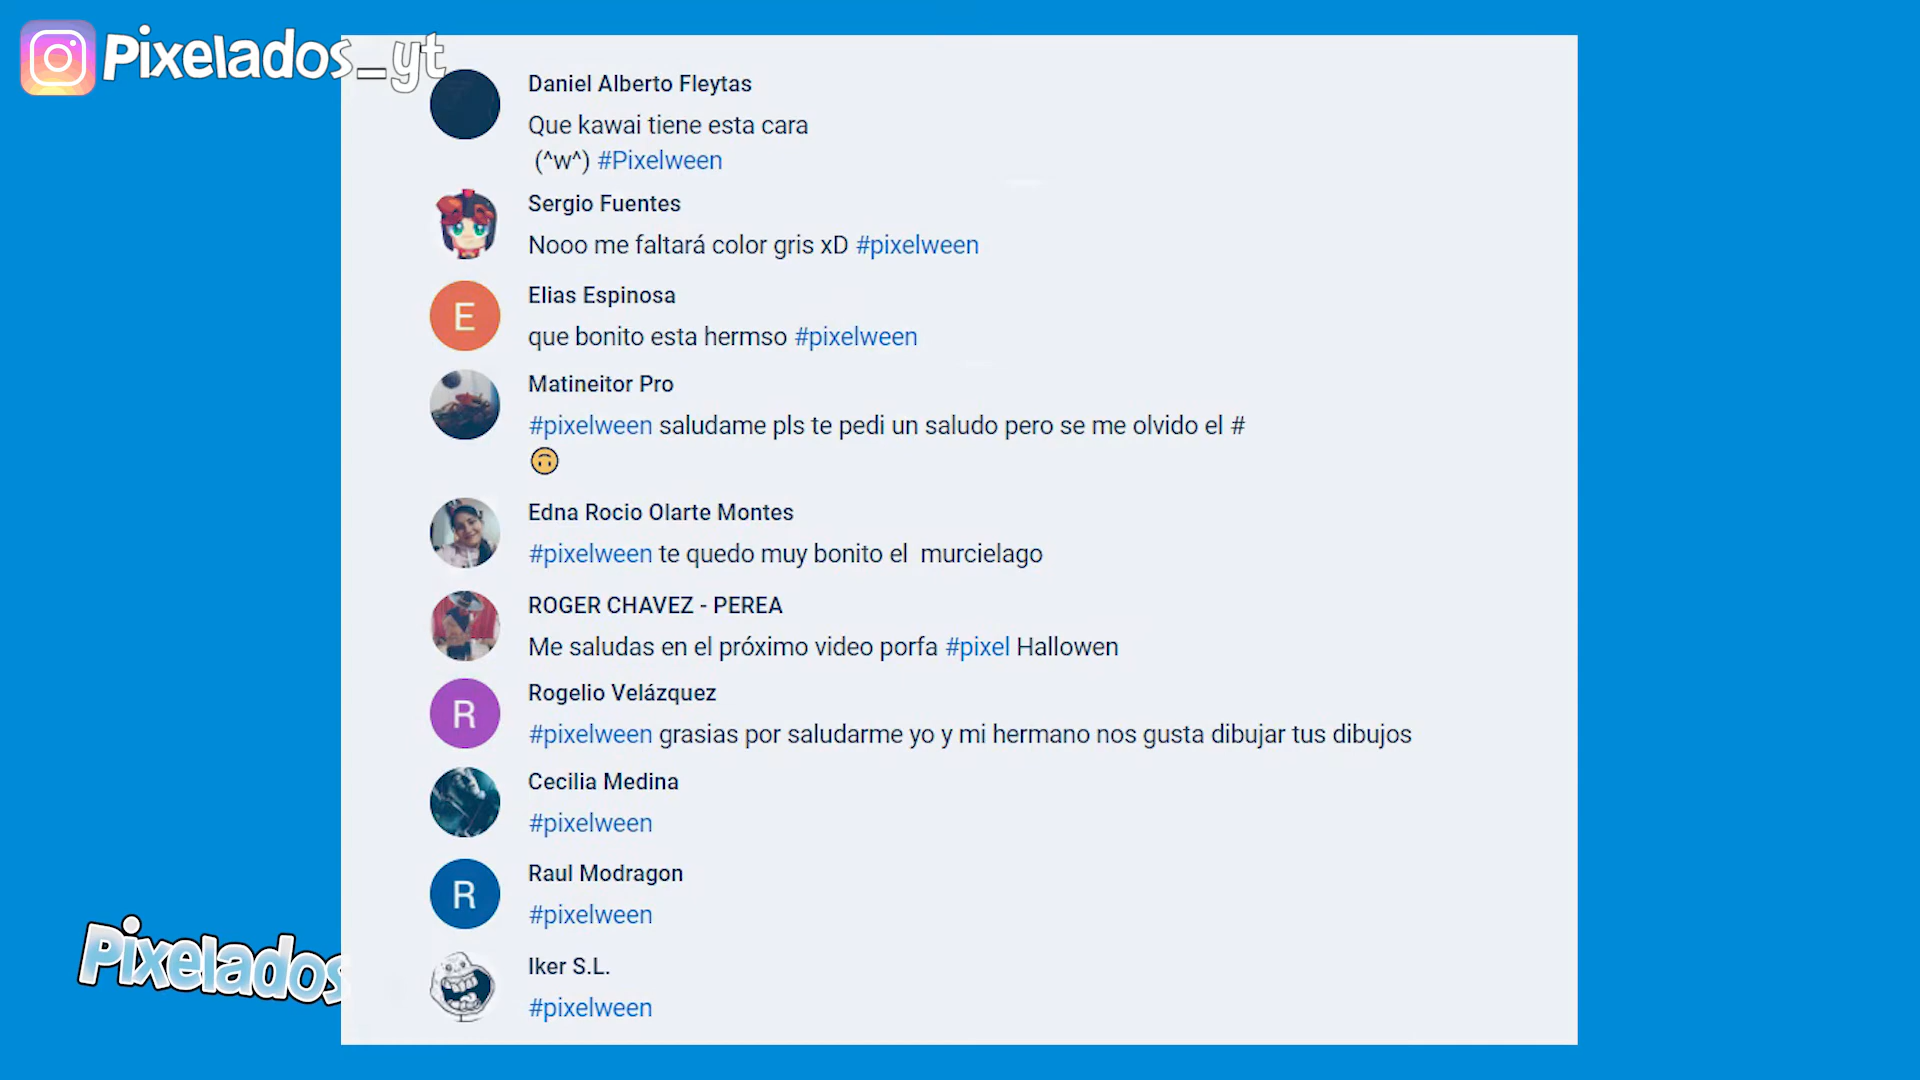 Pixelados_yt
Daniel Alberto Fleytas
Que kawai tiene esta cara
(^w^) #Pixelween
Sergio Fuentes
Nooo me faltará color gris xD #pixelween
E
Elias Espinosa
que bonito esta hermso #pixelween
Matineitor Pro
#pixelween saludame pls te pedi un saludo pero se me olvido el #
🙃
Edna Rocio Olarte Montes
#pixelween te quedo muy bonito el  murcielago
ROGER CHAVEZ - PEREA
Me saludas en el próximo video porfa #pixel Hallowen
R
Rogelio Velázquez
#pixelween grasias por saludarme yo y mi hermano nos gusta dibujar tus dibujos
Cecilia Medina
#pixelween
R
Raul Modragon
#pixelween
Iker S.L.
#pixelween
Pixelados